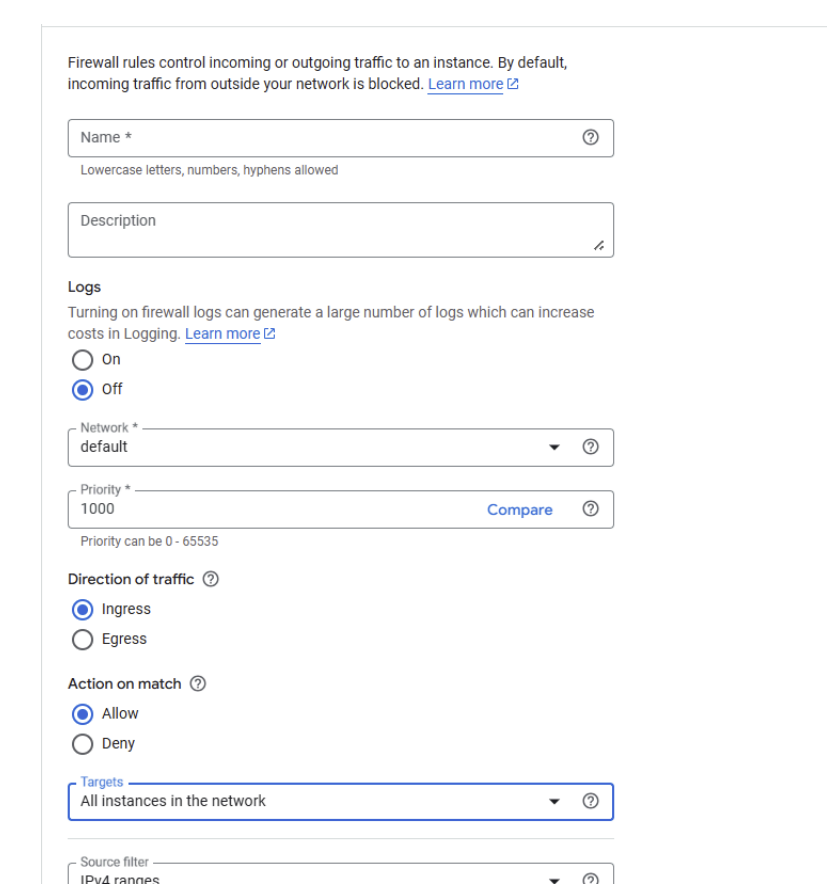 Firewall rules control incoming or outgoing traffic to an instance. By default,
incoming traffic from outside your network is blocked. Learn more
Name *
Lowercase letters, numbers, hyphens allowed
Description
Logs
Turning on firewall logs can generate a large number of logs which can increase
costs in Logging. Learn more
On
Off
Network *
default
Priority *
1000 Compare
Priority can be 0 - 65535
Direction of traffic
Ingress
Egress
Action on match
Allow
Deny
Targets
All instances in the network
Source filter
IPv4 ranges